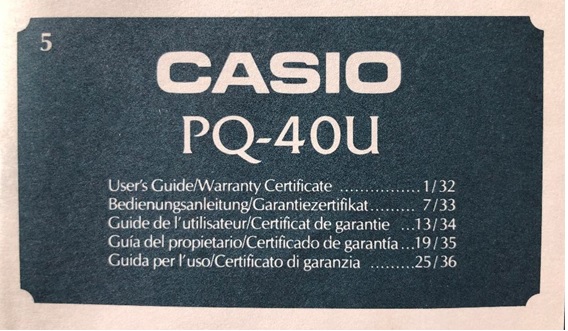 5
CASIO
PQ-40U
User's Guide/Warranty Certificate ................1/32
Bedienungsanleitung/Garantiezertifikat......... 7/33
Guide de l'utilisateur/Certificat de garantie ...13/34
Guía del propietario/Certificado de garantía...19/35
Guida per l'uso/Certificato di garanzia .........25/36